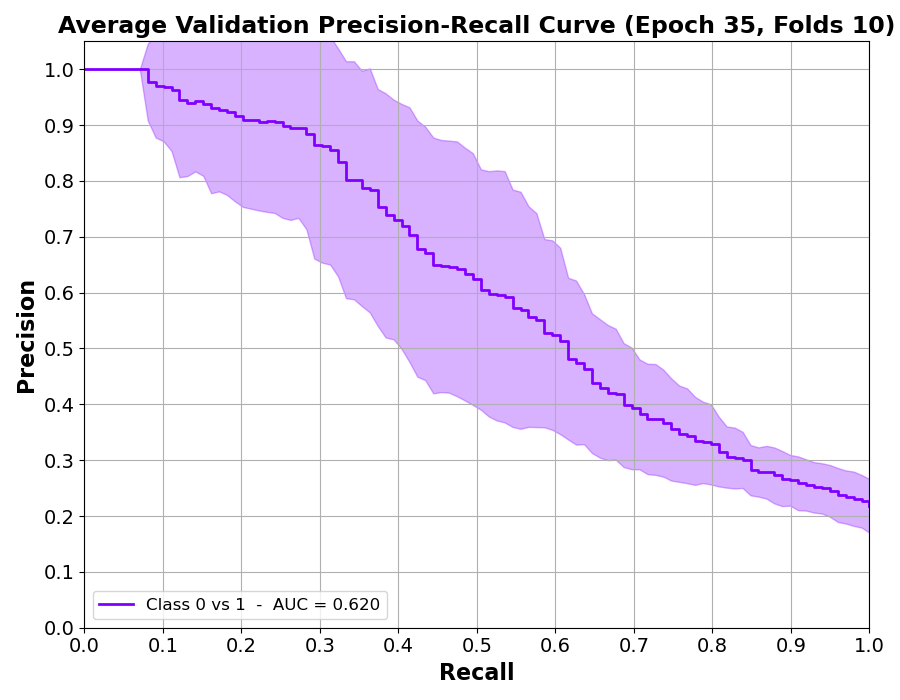 Average Validation Precision-Recall Curve (Epoch 35, Folds 10)
Precision
1.0
0.9
0.8
0.7
0.6
0.5
0.4
0.3
0.2
0.1
0.0
Class 0 vs 1 - AUC = 0.620
0.0 0.1 0.2 0.3 0.4 0.5 0.6 0.7 0.8 0.9 1.0
Recall